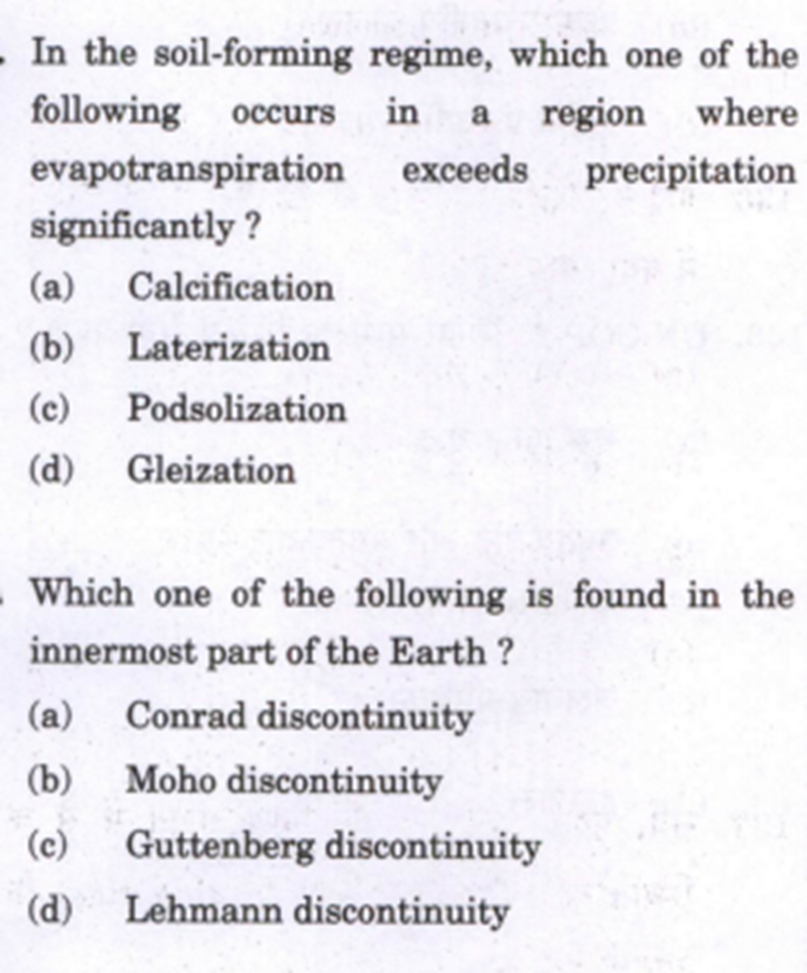 . In the soil-forming regime, which one of the
following occurs in a region where
evapotranspiration exceeds precipitation
significantly ?
(a) Calcification
(b) Laterization
(c) Podsolization
(d) Gleization
. Which one of the following is found in the
innermost part of the Earth ?
(a) Conrad discontinuity
(b) Moho discontinuity
(c) Guttenberg discontinuity
(d) Lehmann discontinuity